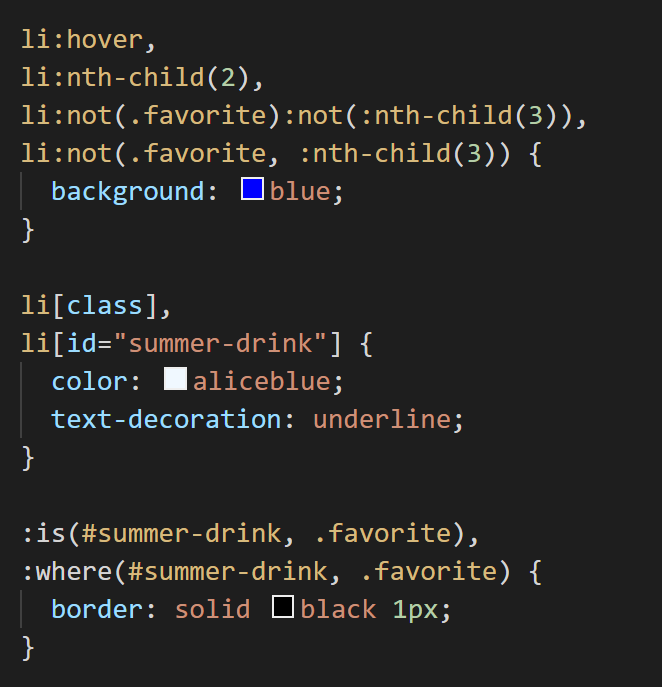 li:hover,
li:nth-child(2),
li:not(.favorite):not(:nth-child(3)),
li:not(.favorite, :nth-child(3)) {
  background: blue;
}

li[class],
li[id="summer-drink"] {
  color: aliceblue;
  text-decoration: underline;
}

:is(#summer-drink, .favorite),
:where(#summer-drink, .favorite) {
  border: solid black 1px;
}